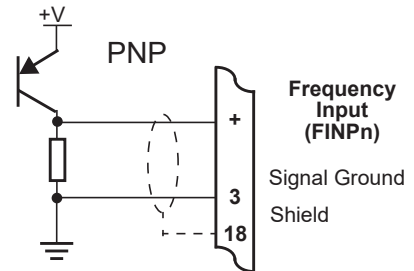 +V
PNP
Frequency
Input
(FINPn)
+
Signal Ground
3
Shield
18